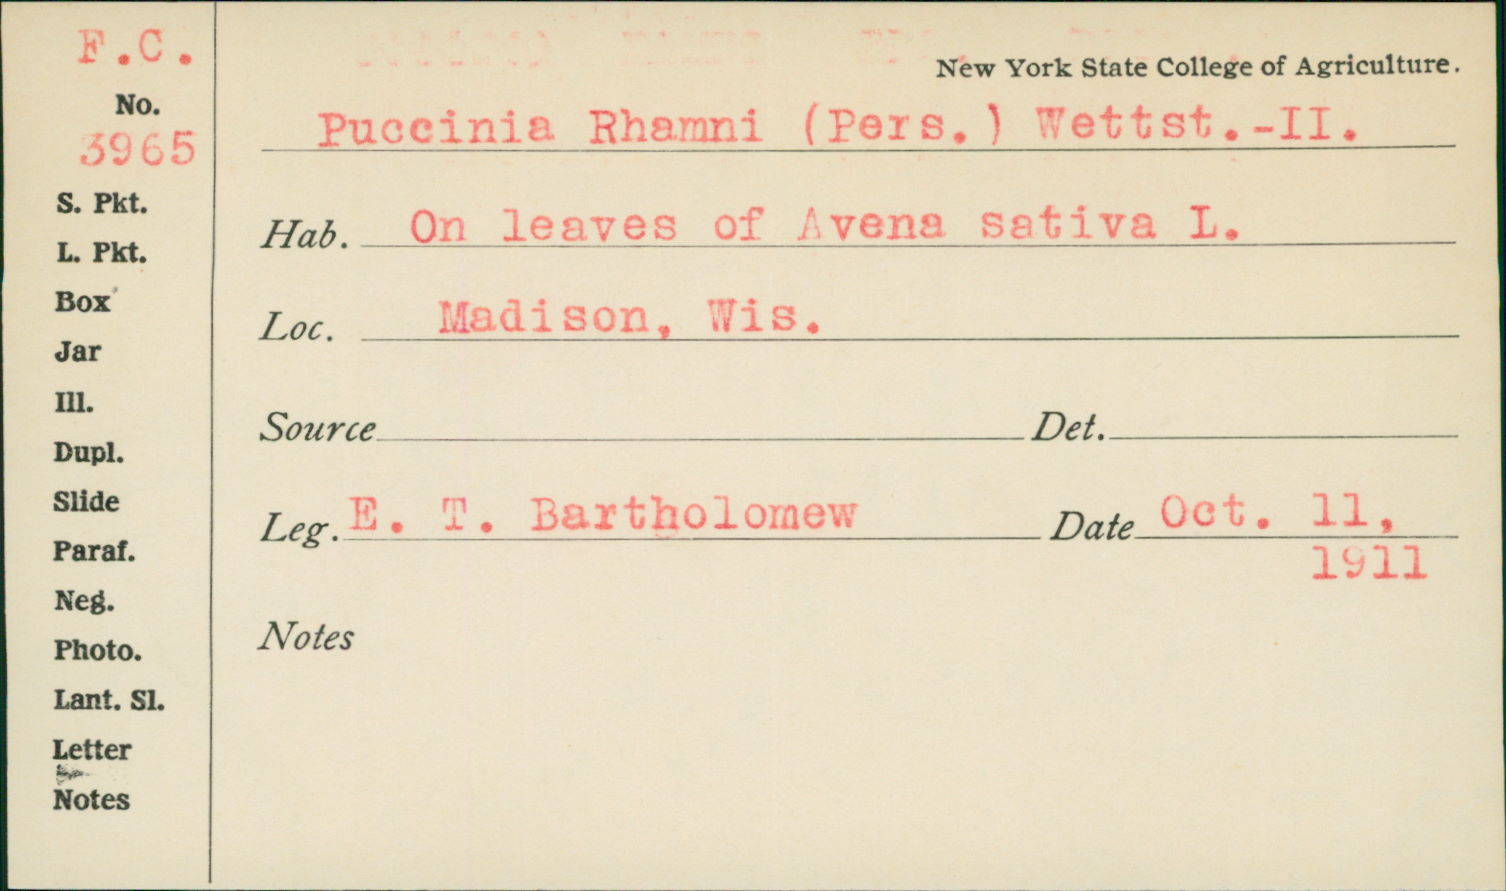 F.C.
No.
3965
S. Pkt.
L. Pkt.
Box
Jar
Ill.
Dupl.
Slide
Paraf.
Neg.
Photo.
Lant. Sl.
Letter
Notes
New York State College of Agriculture.
Puccinia Rhamni (Pers.) Wettst.-II.
Hab. On leaves of Avena sativa L.
Loc. Madison, Wis.
Source Det.
Leg. E. T. Bartholomew Date Oct. 11,
1911
Notes